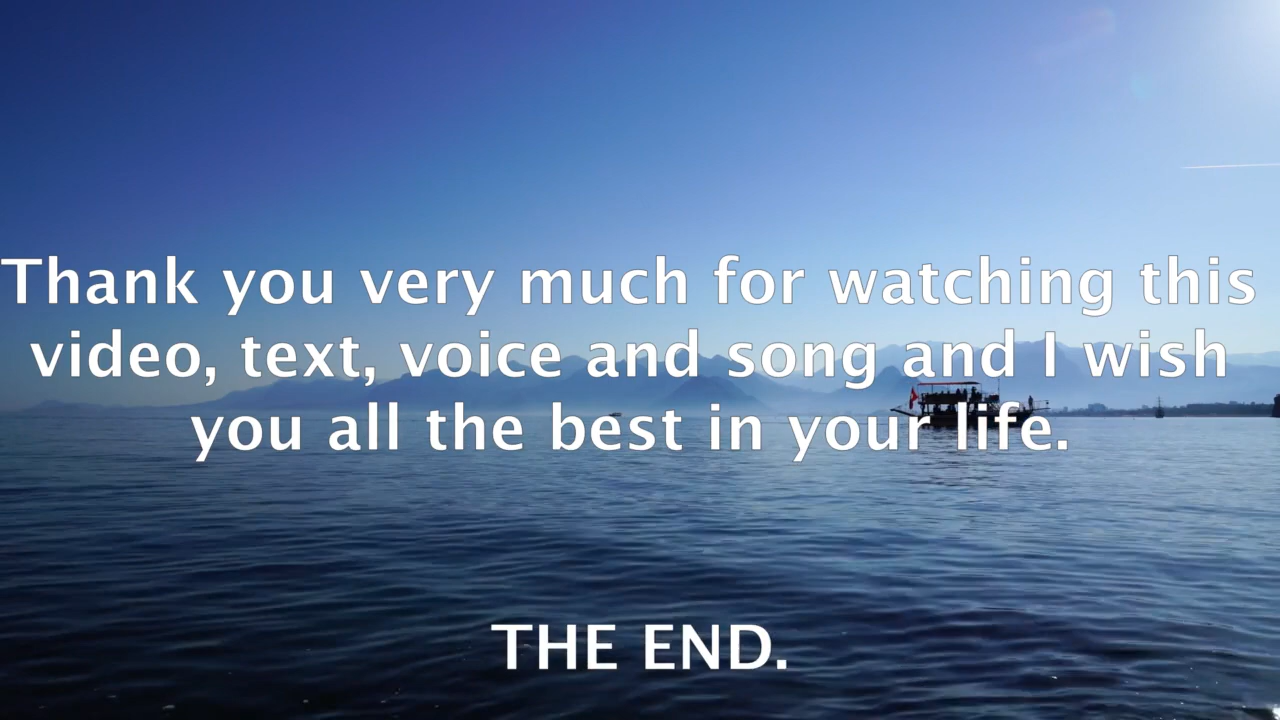 Thank you very much for watching this
video, text, voice and song and I wish
you all the best in your life.
THE END.